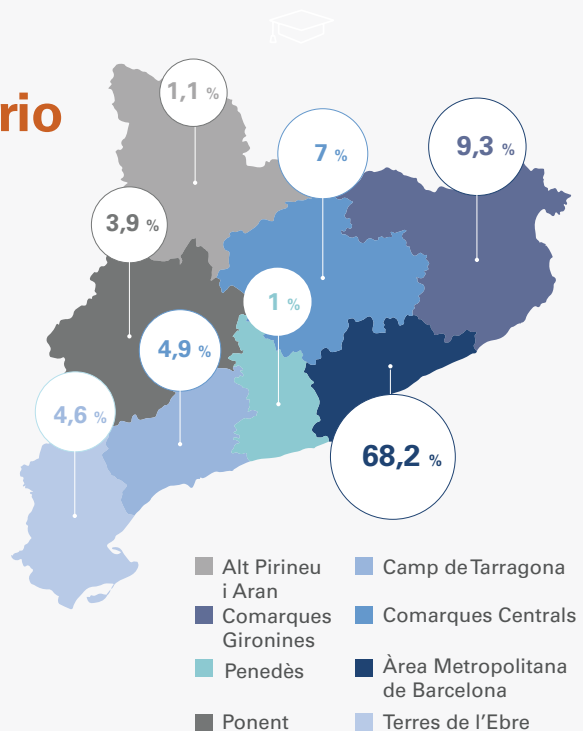 rio
1,1 %
7 %
9,3 %
3,9 %
1 %
4,9 %
4,6 %
68,2 %
Alt Pirineu
i Aran
Comarques
Gironines
Penedès
Ponent
Camp de Tarragona
Comarques Centrals
Àrea Metropolitana
de Barcelona
Terres de l'Ebre